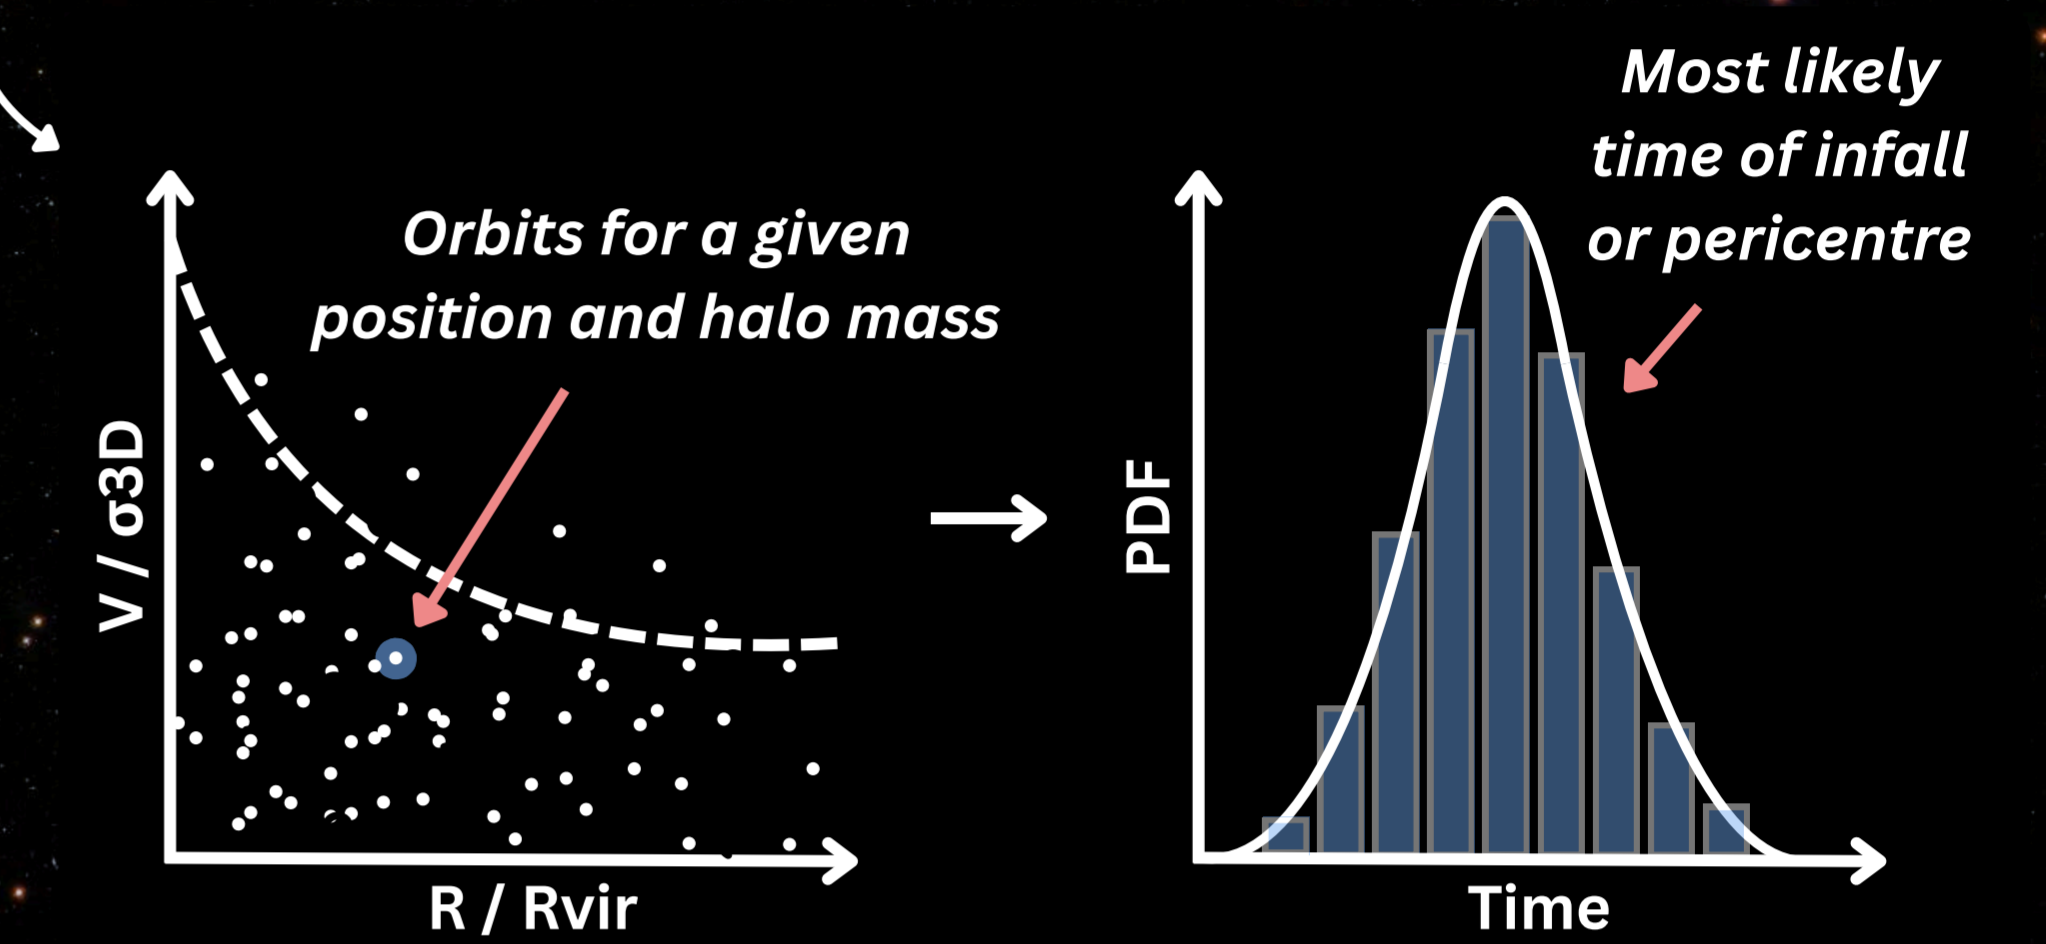 Orbits for a given
position and halo mass
V / σ3D
R / Rvir
Most likely
time of infall
or pericentre
PDF
Time